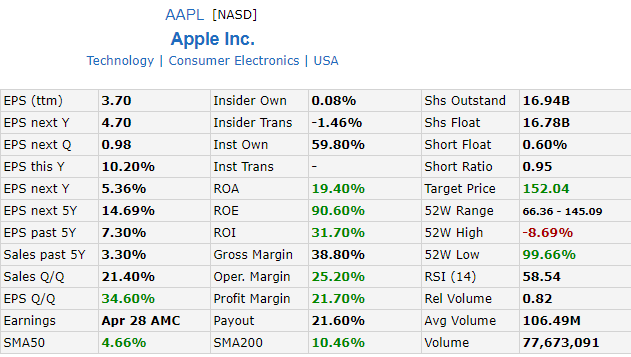 AAPL [NASD]
Apple Inc.
Technology | Consumer Electronics | USA
EPS (ttm) 3.70 Insider Own 0.08% Shs Outstand 16.94B
EPS next Y 4.70 Insider Trans -1.46% Shs Float 16.78B
EPS next Q 0.98 Inst Own 59.80% Short Float 0.60%
EPS this Y 10.20% Inst Trans - Short Ratio 0.95
EPS next Y 5.36% ROA 19.40% Target Price 152.04
EPS next 5Y 14.69% ROE 90.60% 52W Range 66.36 - 145.09
EPS past 5Y 7.30% ROI 31.70% 52W High -8.69%
Sales past 5Y 3.30% Gross Margin 38.80% 52W Low 99.66%
Sales Q/Q 21.40% Oper. Margin 25.20% RSI (14) 58.54
EPS Q/Q 34.60% Profit Margin 21.70% Rel Volume 0.82
Earnings Apr 28 AMC Payout 21.60% Avg Volume 106.49M
SMA50 4.66% SMA200 10.46% Volume 77,673,091